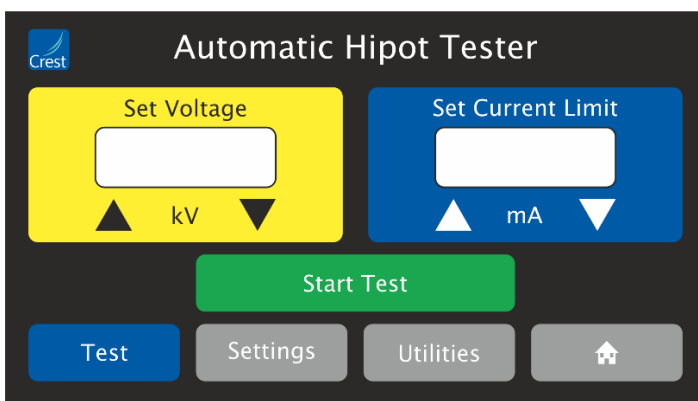 Crest
Automatic Hipot Tester
Set Voltage
kV
Set Current Limit
mA
Start Test
Test
Settings
Utilities